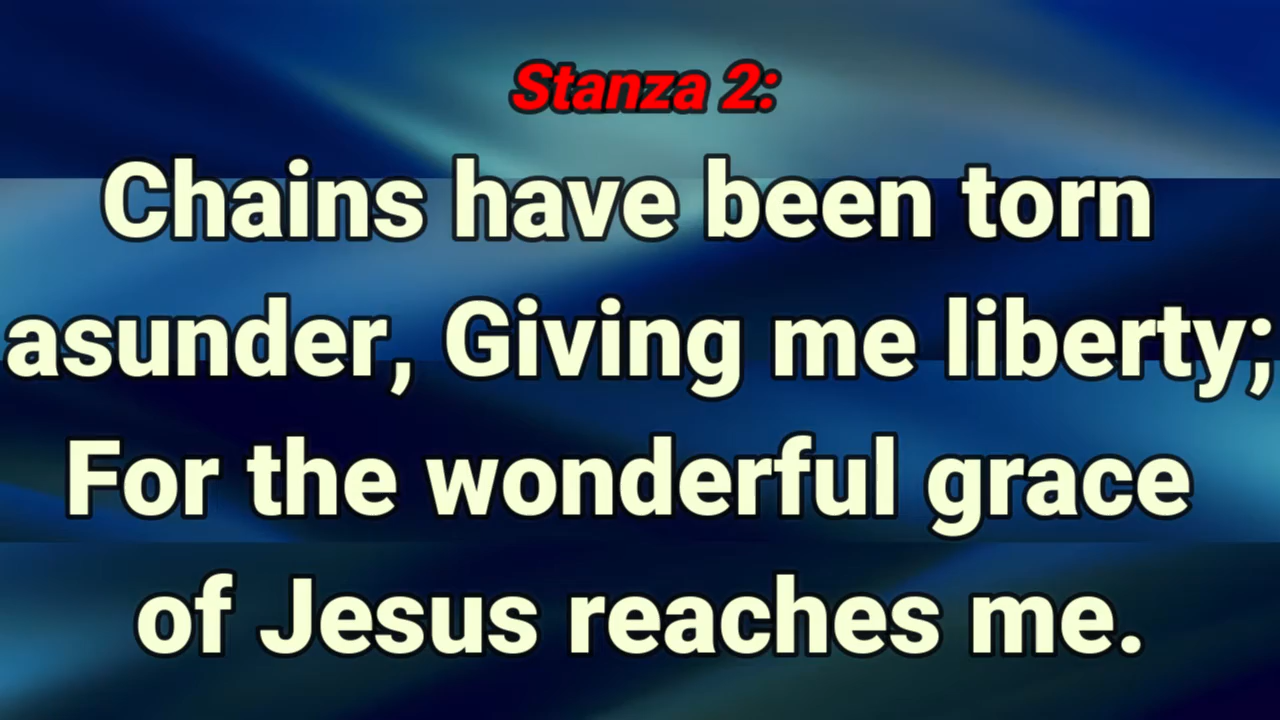 Stanza 2:
Chains have been torn
asunder, Giving me liberty;
For the wonderful grace
of Jesus reaches me.